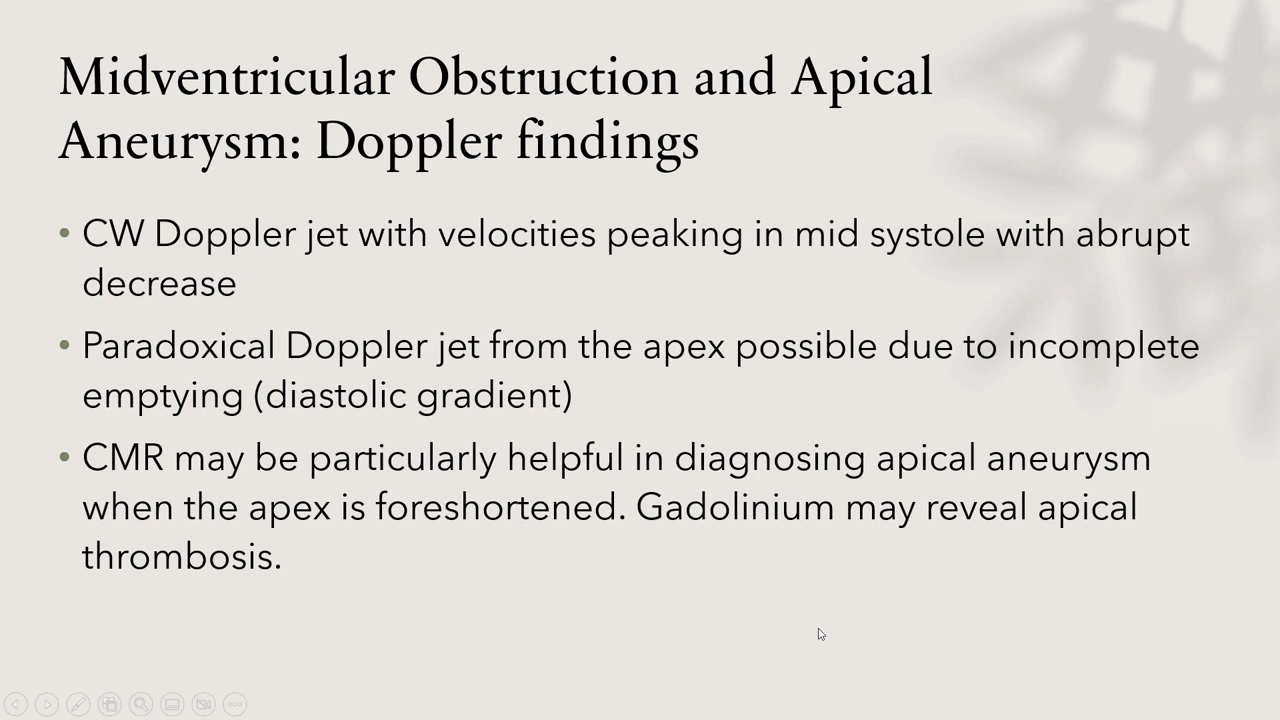 Midventricular Obstruction and Apical
Aneurysm: Doppler findings
• CW Doppler jet with velocities peaking in mid systole with abrupt
decrease
• Paradoxical Doppler jet from the apex possible due to incomplete
emptying (diastolic gradient)
• CMR may be particularly helpful in diagnosing apical aneurysm
when the apex is foreshortened. Gadolinium may reveal apical
thrombosis.